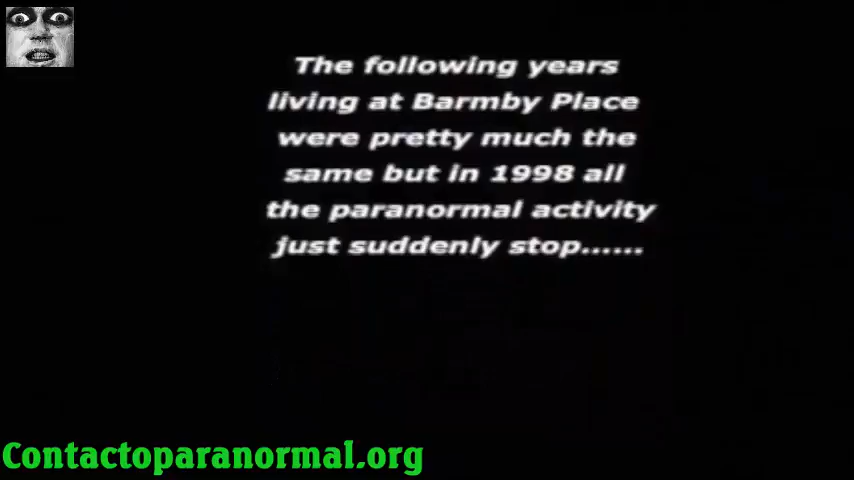 The following years
living at Barmby Place
were pretty much the
same but in 1998 all
the paranormal activity
just suddenly stop......
Contactoparanormal.org